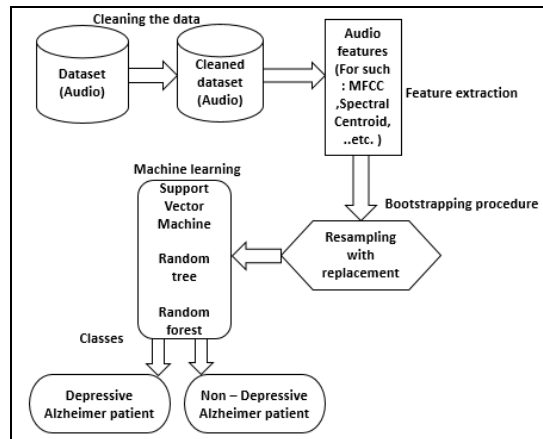 Cleaning the data
Dataset
(Audio)
Cleaned
dataset
(Audio)
Audio
features
(For such
: MFCC
,Spectral
Centroid,
..etc. )
Feature extraction
Bootstrapping procedure
Resampling
with
replacement
Machine learning
Support
Vector
Machine
Random
tree
Random
forest
Classes
Depressive
Alzheimer patient
Non – Depressive
Alzheimer patient